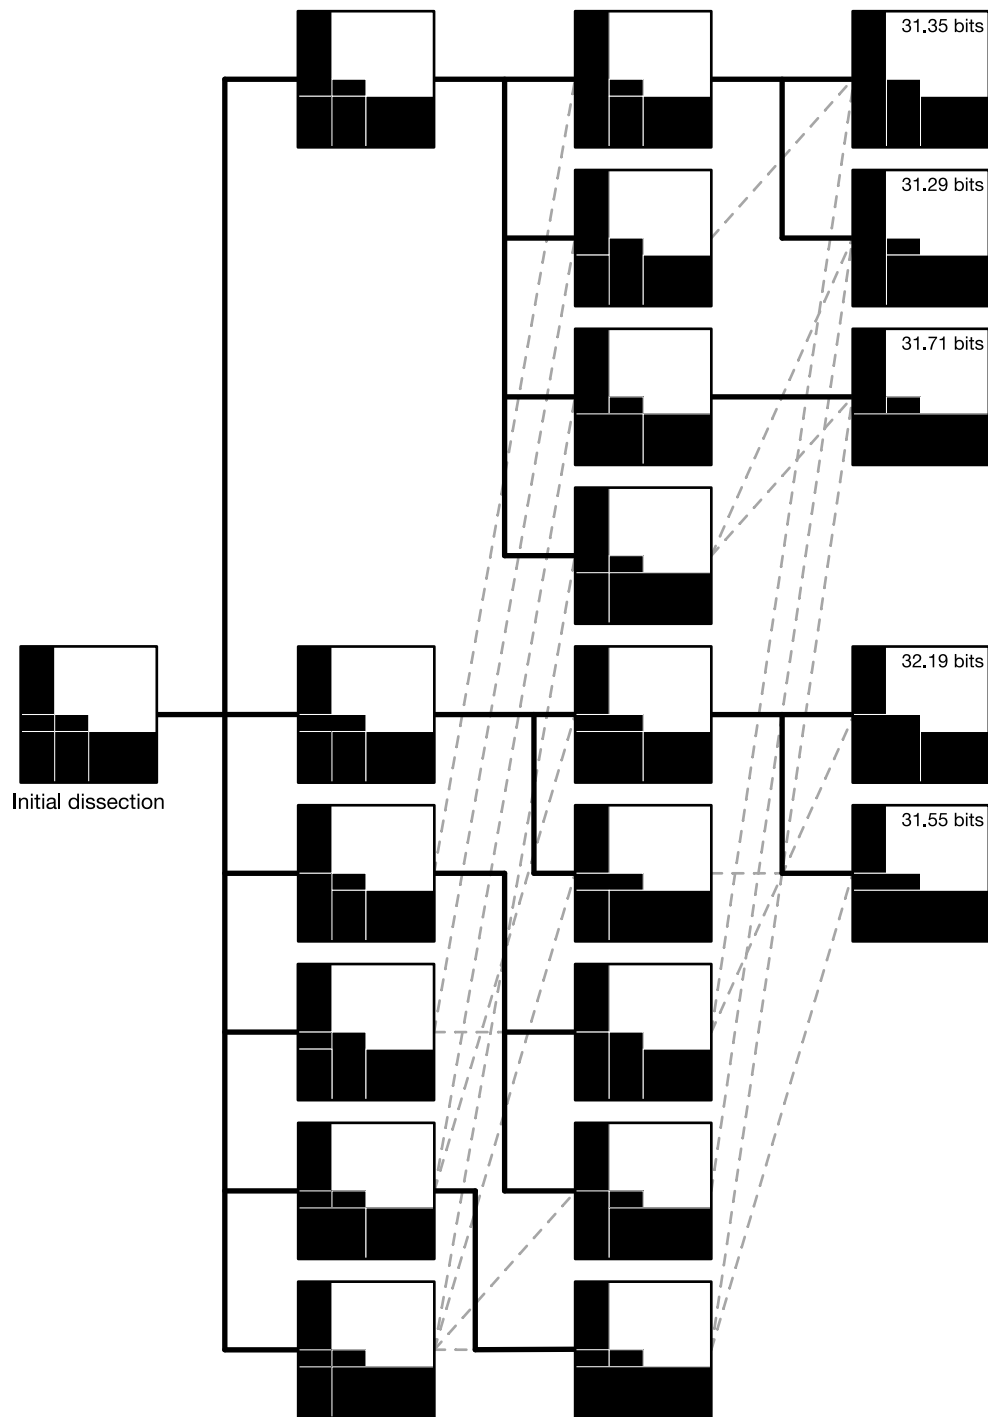 31.35 bits
31.29 bits
31.71 bits
32.19 bits
Initial dissection
31.55 bits